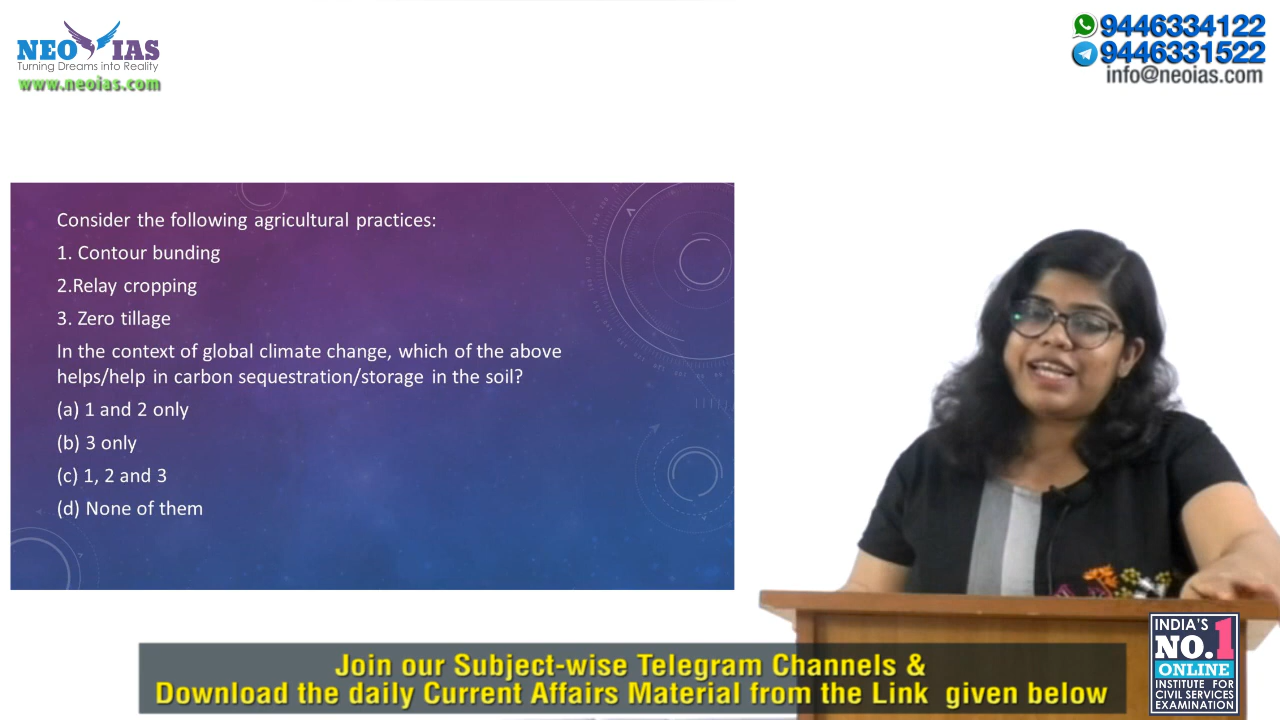 NEO IAS
Turning Dreams into Reality
www.neoias.com
9446334122
9446331522
info@neoias.com
Consider the following agricultural practices:
1. Contour bunding
2.Relay cropping
3. Zero tillage
In the context of global climate change, which of the above
helps/help in carbon sequestration/storage in the soil?
(a) 1 and 2 only
(b) 3 only
(c) 1, 2 and 3
(d) None of them
Join our Subject-wise Telegram Channels &
Download the daily Current Affairs Material from the Link given below
INDIA'S
NO.1
ONLINE
INSTITUTE FOR
CIVIL SERVICES
EXAMINATION